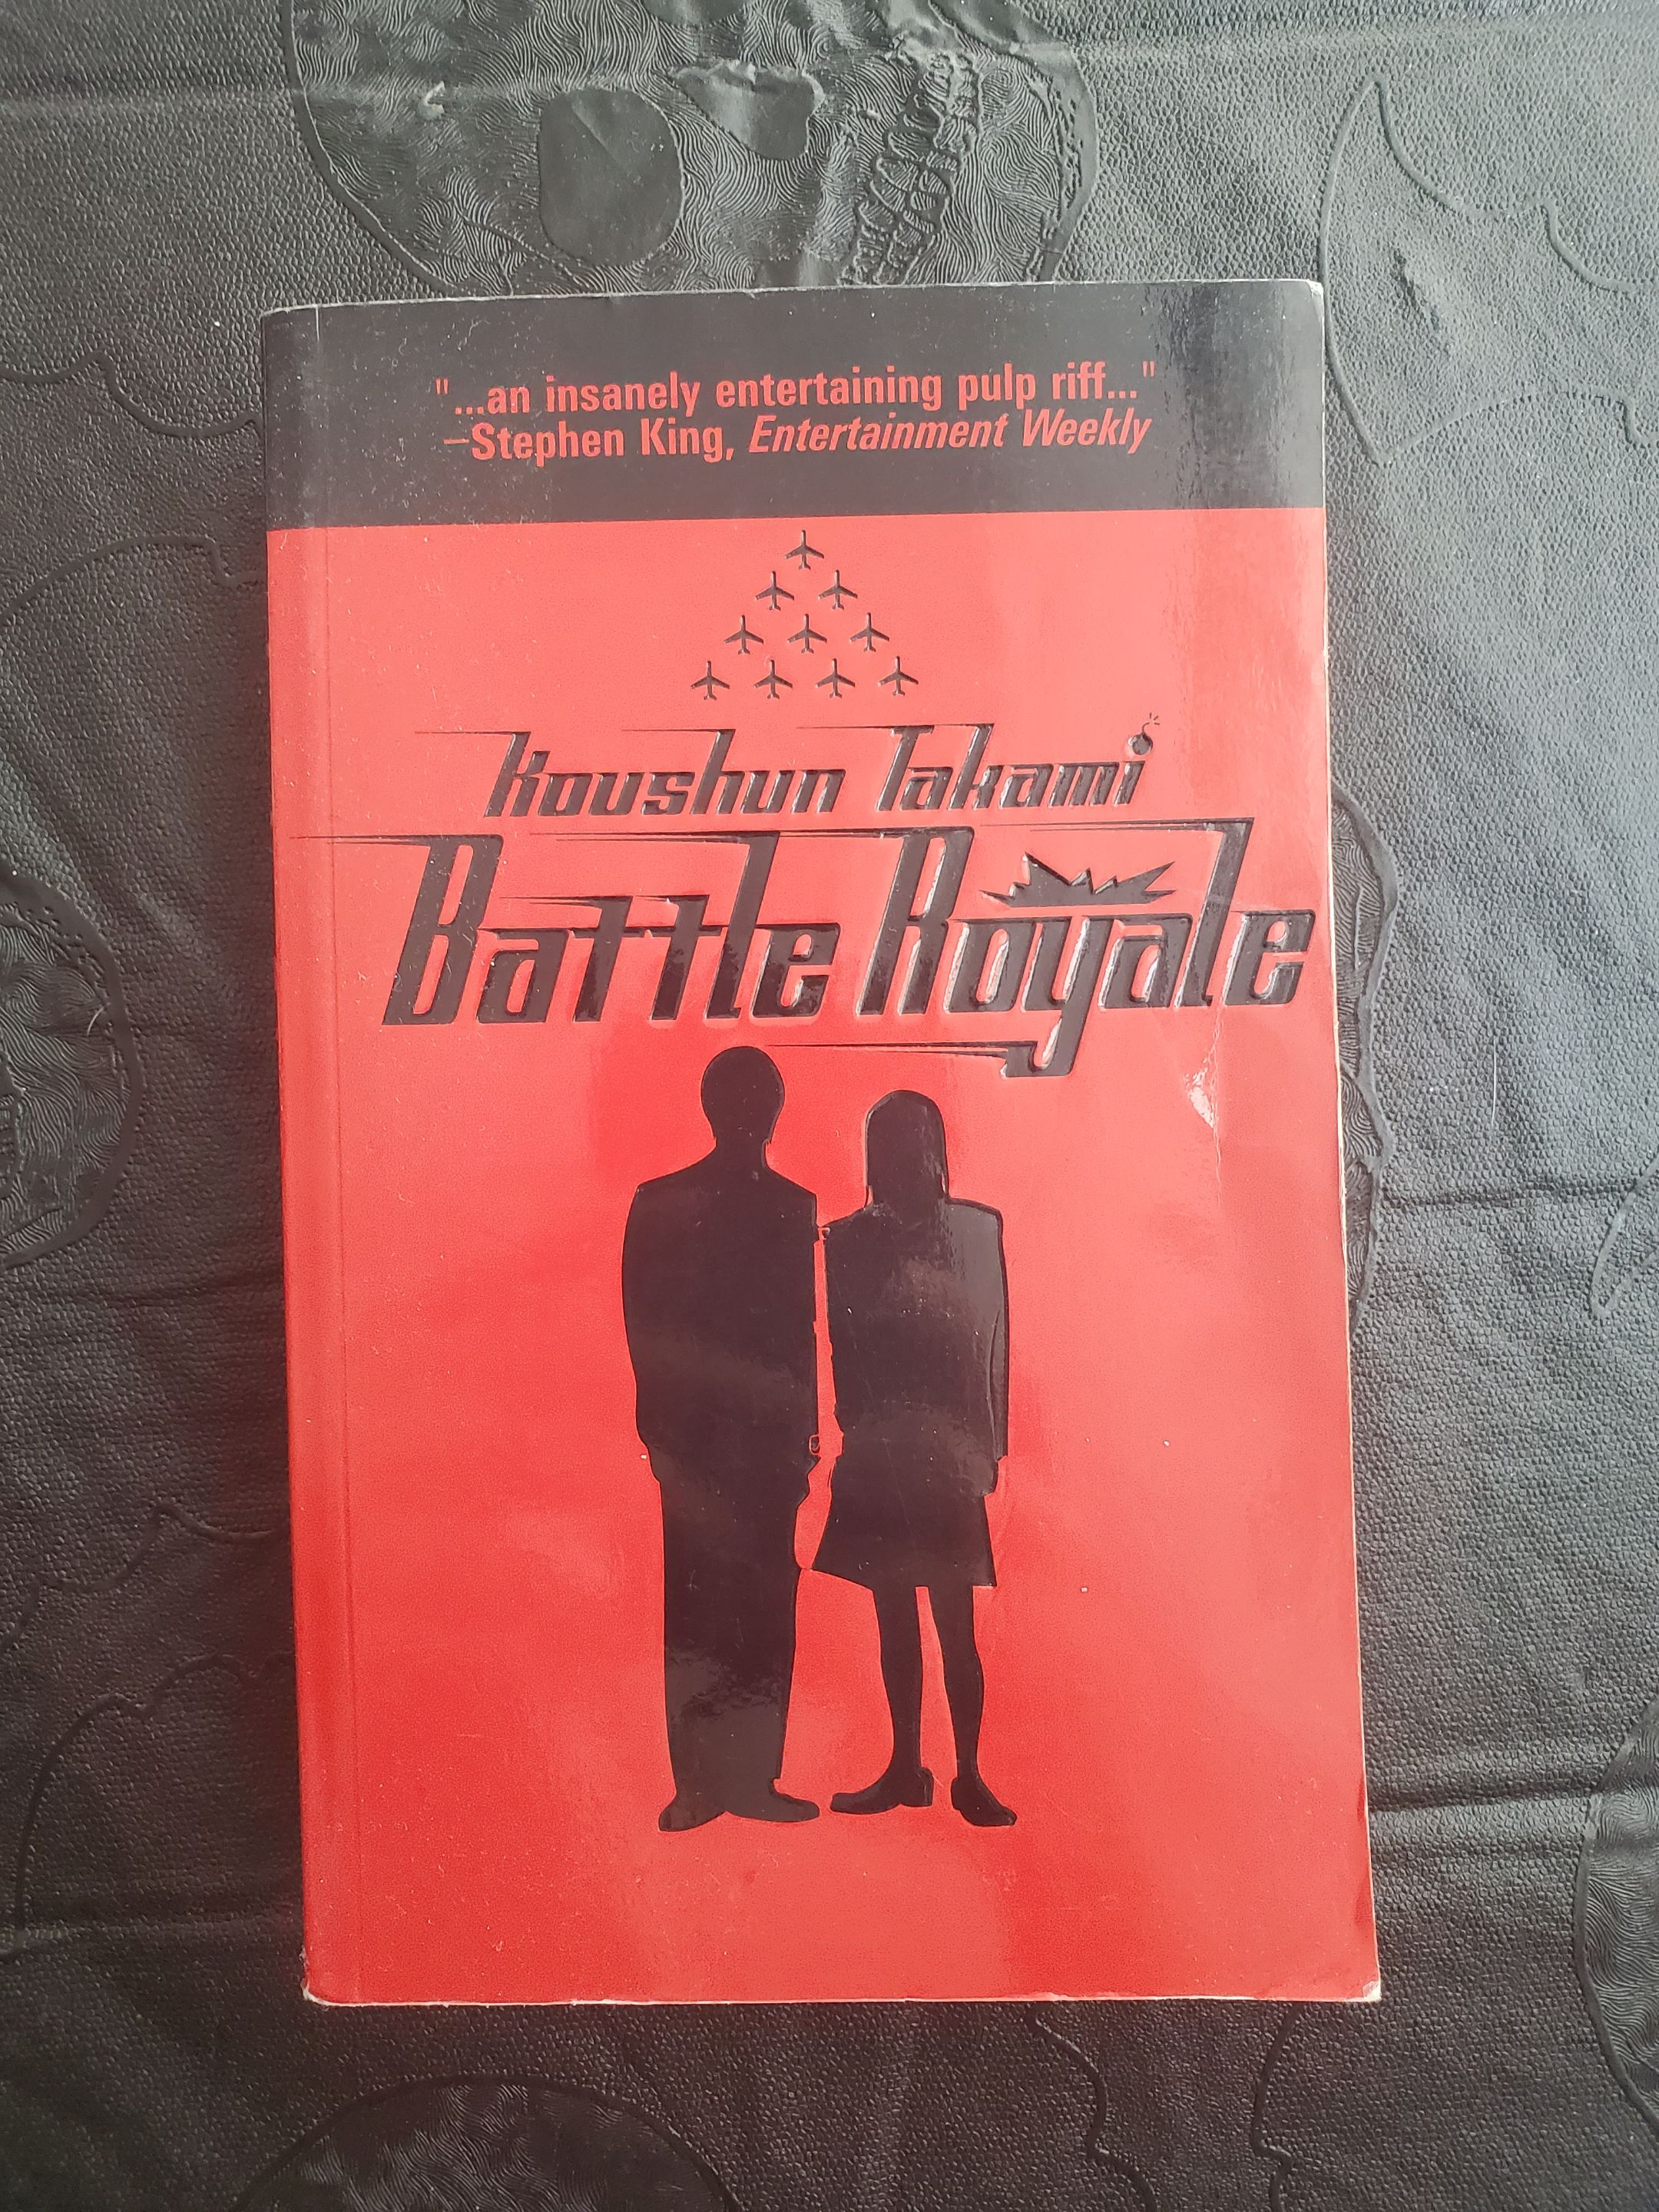 "...an insanely entertaining pulp riff..."
–Stephen King, Entertainment Weekly
Koushun Takami
Battle Royale